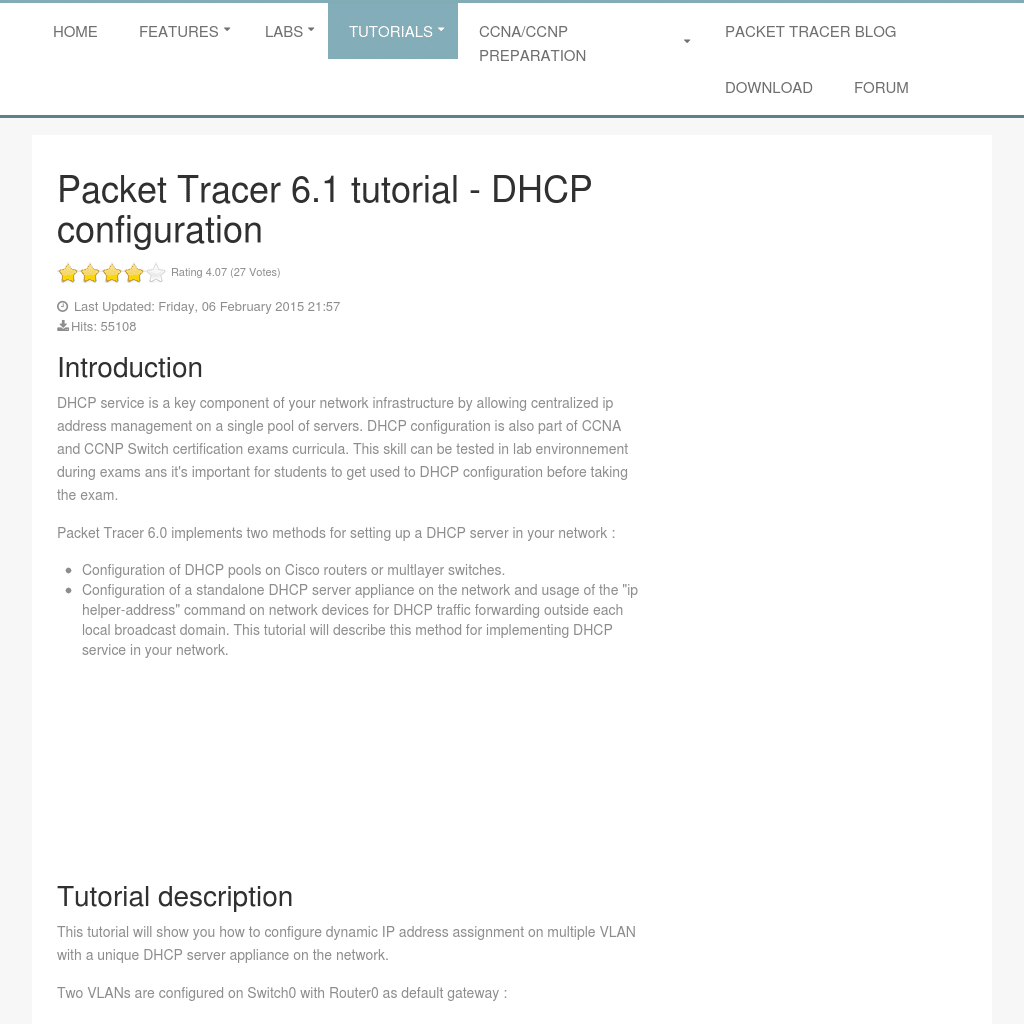 HOME
FEATURES
LABS
TUTORIALS
CCNA/CCNP
PREPARATION
PACKET TRACER BLOG
DOWNLOAD
FORUM
Packet Tracer 6.1 tutorial - DHCP
configuration
Rating 4.07 (27 Votes)
Last Updated: Friday, 06 February 2015 21:57
Hits: 55108
Introduction
DHCP service is a key component of your network infrastructure by allowing centralized ip
address management on a single pool of servers. DHCP configuration is also part of CCNA
and CCNP Switch certification exams curricula. This skill can be tested in lab environnement
during exams ans it's important for students to get used to DHCP configuration before taking
the exam.
Packet Tracer 6.0 implements two methods for setting up a DHCP server in your network :
Configuration of DHCP pools on Cisco routers or multlayer switches.
Configuration of a standalone DHCP server appliance on the network and usage of the "ip
helper-address" command on network devices for DHCP traffic forwarding outside each
local broadcast domain. This tutorial will describe this method for implementing DHCP
service in your network.
Tutorial description
This tutorial will show you how to configure dynamic IP address assignment on multiple VLAN
with a unique DHCP server appliance on the network.
Two VLANs are configured on Switch0 with Router0 as default gateway :